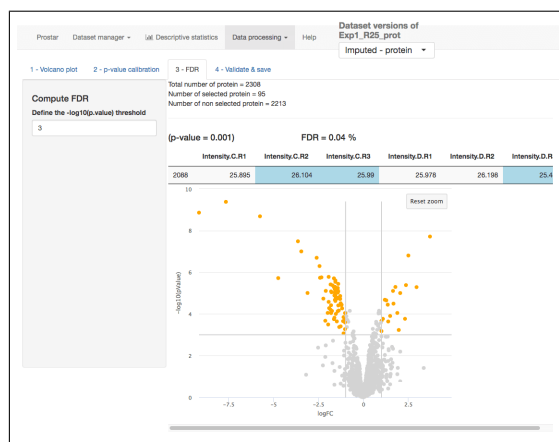 Prostar
Dataset manager
Descriptive statistics
Data processing
Help
Dataset versions of
Exp1_R25_prot
Imputed - protein
1 - Volcano plot
2 - p-value calibration
3 - FDR
4 - Validate & save
Compute FDR
Define the -log10(p.value) threshold
3
Total number of protein = 2308
Number of selected protein = 95
Number of non selected protein = 2213
(p-value = 0.001) FDR = 0.04 %
Intensity.C.R1 Intensity.C.R2 Intensity.C.R3 Intensity.D.R1 Intensity.D.R2 Intensity.D.R
2088 25.895 26.104 25.99 25.978 26.198 25.4
Reset zoom
10
8
6
4
2
0
-log10(pValue)
-7.5 -5 -2.5 0 2.5
logFC